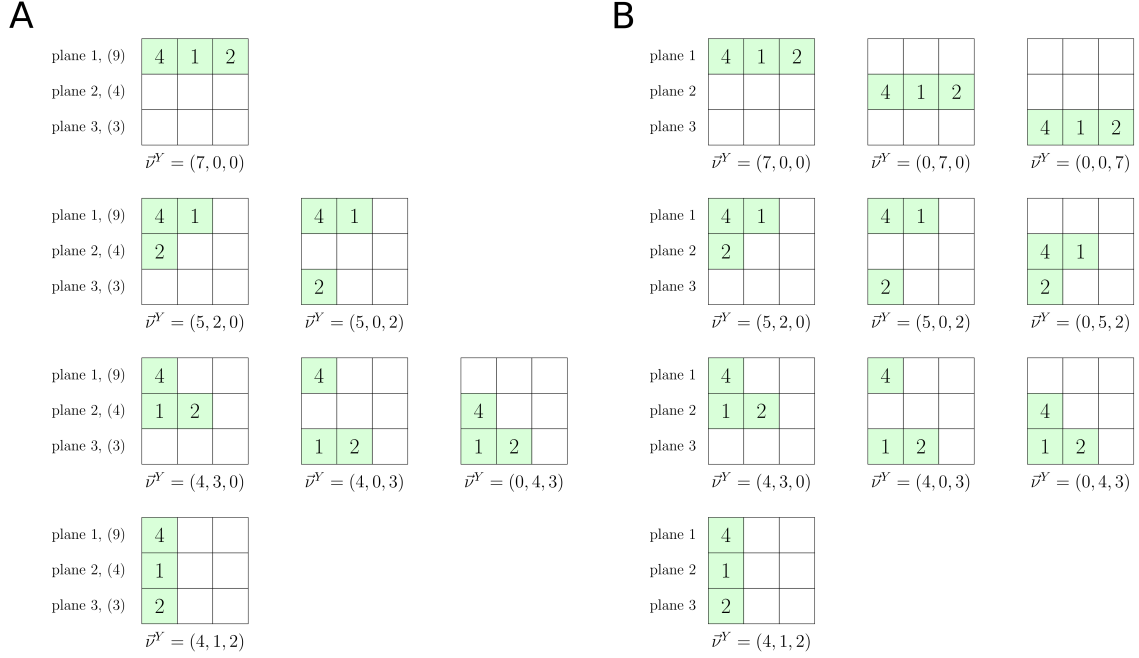 A
plane 1, (9) 4 1 2
plane 2, (4)
plane 3, (3)
ν⃗^Y = (7, 0, 0)
plane 1, (9) 4 1 4 1
plane 2, (4) 2
plane 3, (3) 2
ν⃗^Y = (5, 2, 0) ν⃗^Y = (5, 0, 2)
plane 1, (9) 4 4
plane 2, (4) 1 2 4
plane 3, (3) 1 2 1 2
ν⃗^Y = (4, 3, 0) ν⃗^Y = (4, 0, 3) ν⃗^Y = (0, 4, 3)
plane 1, (9) 4
plane 2, (4) 1
plane 3, (3) 2
ν⃗^Y = (4, 1, 2)
B
plane 1 4 1 2
plane 2 4 1 2
plane 3 4 1 2
ν⃗^Y = (7, 0, 0) ν⃗^Y = (0, 7, 0) ν⃗^Y = (0, 0, 7)
plane 1 4 1 4 1
plane 2 2 4 1
plane 3 2 2
ν⃗^Y = (5, 2, 0) ν⃗^Y = (5, 0, 2) ν⃗^Y = (0, 5, 2)
plane 1 4 4
plane 2 1 2 4
plane 3 1 2 1 2
ν⃗^Y = (4, 3, 0) ν⃗^Y = (4, 0, 3) ν⃗^Y = (0, 4, 3)
plane 1 4
plane 2 1
plane 3 2
ν⃗^Y = (4, 1, 2)